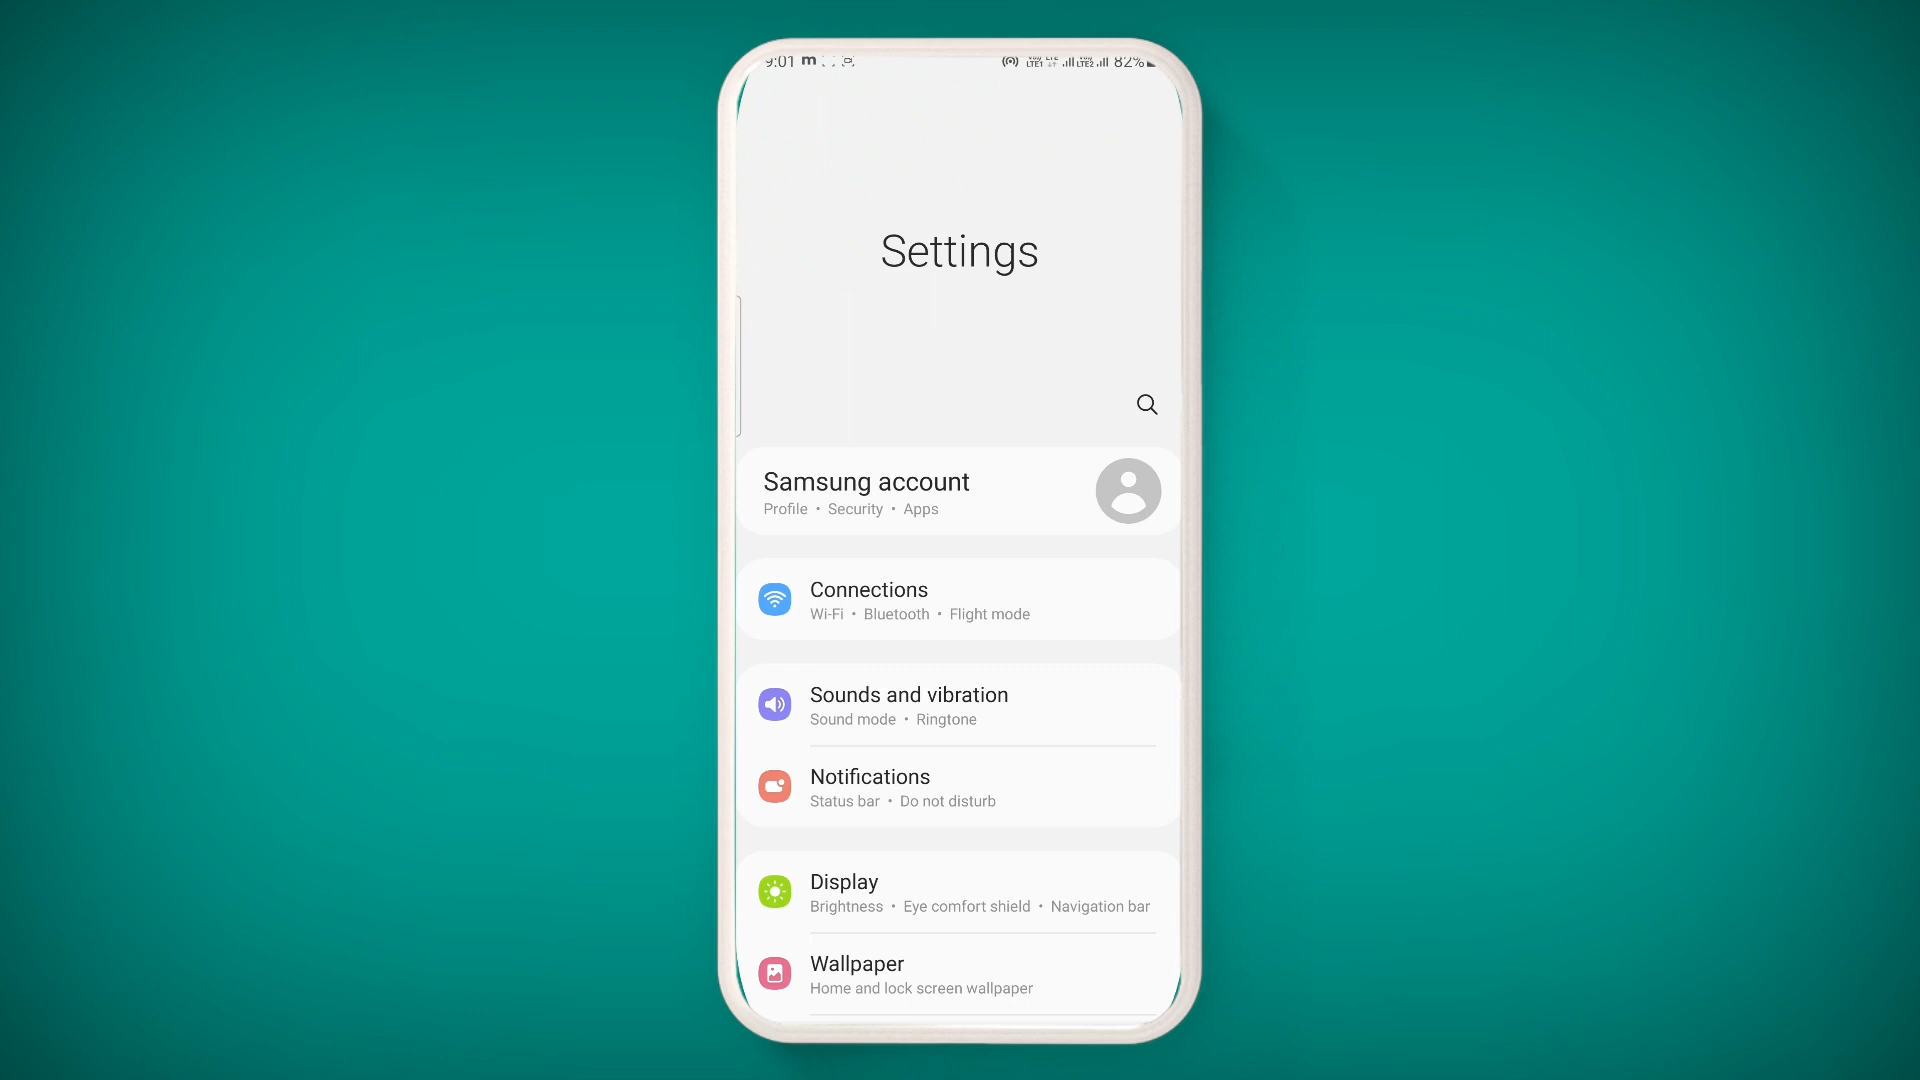 9:01 m 82%
Settings
Samsung account
Profile • Security • Apps
Connections
Wi-Fi • Bluetooth • Flight mode
Sounds and vibration
Sound mode • Ringtone
Notifications
Status bar • Do not disturb
Display
Brightness • Eye comfort shield • Navigation bar
Wallpaper
Home and lock screen wallpaper